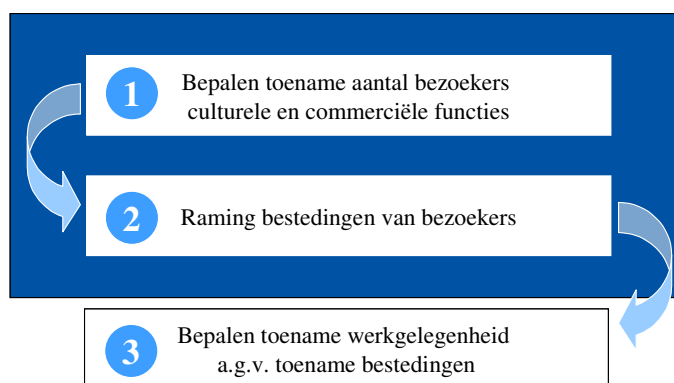 1
Bepalen toename aantal bezoekers
culturele en commerciële functies
2
Raming bestedingen van bezoekers
3
Bepalen toename werkgelegenheid
a.g.v. toename bestedingen